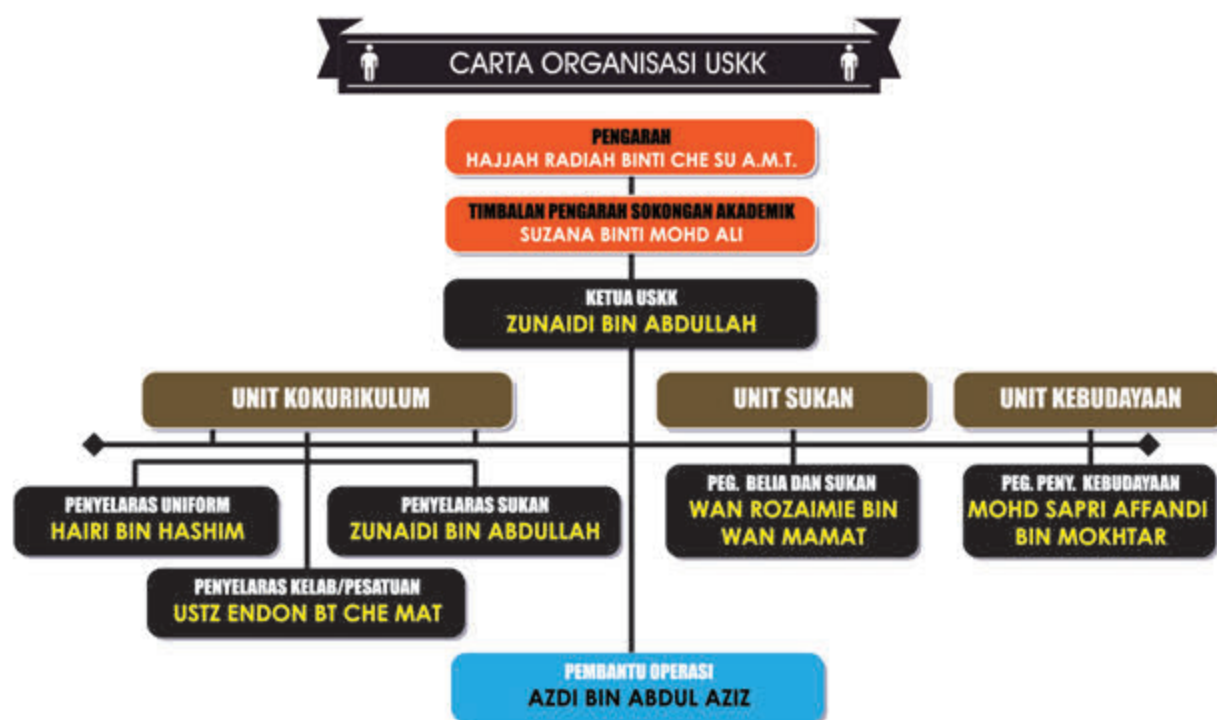 CARTA ORGANISASI USKK
PENGARAH
HAJJAH RADIAH BINTI CHE SU A.M.T.
TIMBALAN PENGARAH SOKONGAN AKADEMIK
SUZANA BINTI MOHD ALI
KETUA USKK
ZUNAIDI BIN ABDULLAH
UNIT KOKURIKULUM
UNIT SUKAN
UNIT KEBUDAYAAN
PENYELARAS UNIFORM
HAIRI BIN HASHIM
PENYELARAS SUKAN
ZUNAIDI BIN ABDULLAH
PEG. BELIA DAN SUKAN
WAN ROZAIMIE BIN
WAN MAMAT
PEG. PENY. KEBUDAYAAN
MOHD SAPRI AFFANDI
BIN MOKHTAR
PENYELARAS KELAB/PESATUAN
USTZ ENDON BT CHE MAT
PEMBANTU OPERASI
AZDI BIN ABDUL AZIZ